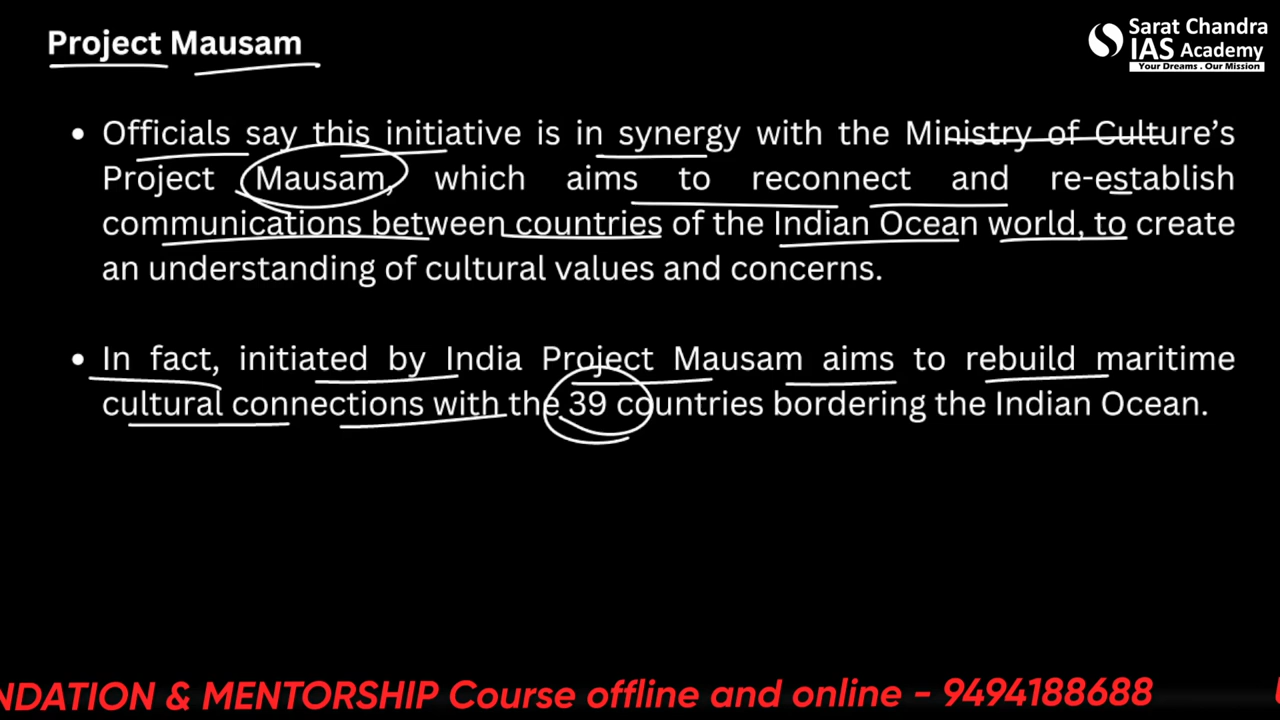 Project Mausam
Sarat Chandra
IAS Academy
Your Dreams . Our Mission
• Officials say this initiative is in synergy with the Ministry of Culture’s
Project Mausam, which aims to reconnect and re-establish
communications between countries of the Indian Ocean world, to create
an understanding of cultural values and concerns.
• In fact, initiated by India Project Mausam aims to rebuild maritime
cultural connections with the 39 countries bordering the Indian Ocean.
NDATION & MENTORSHIP Course offline and online - 9494188688